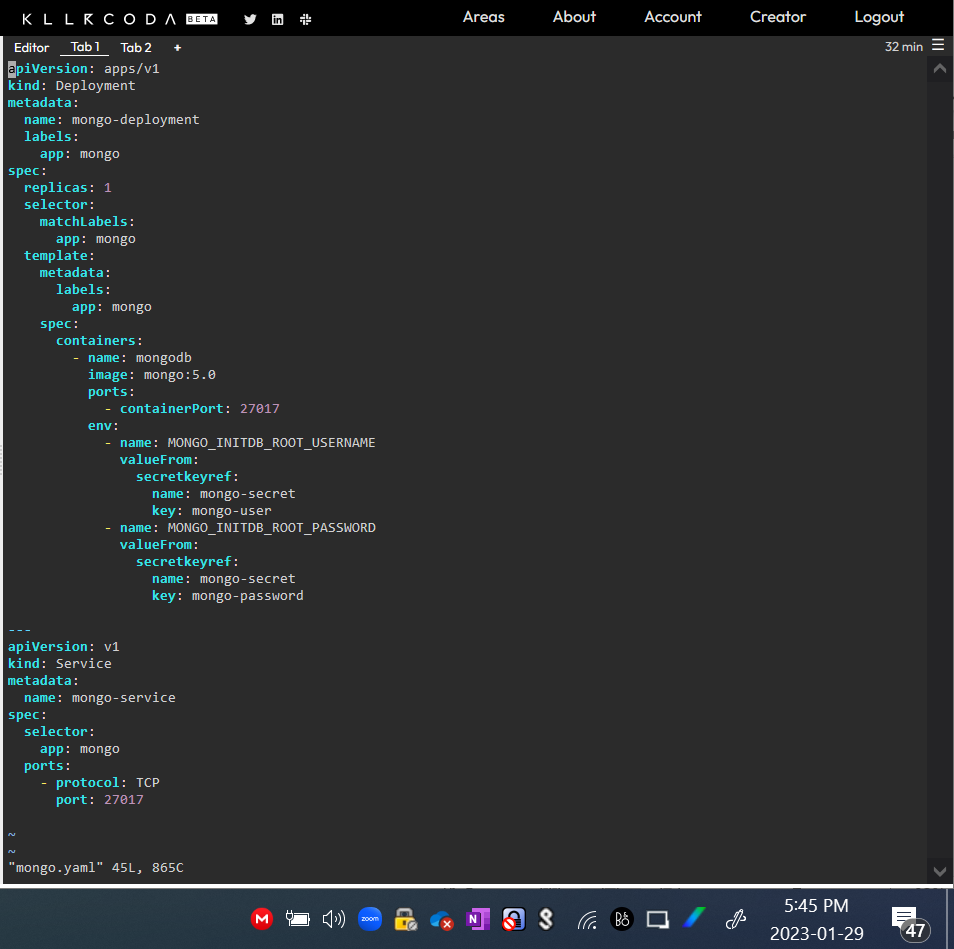 KLLRCODA BETA
Areas About Account Creator Logout
Editor Tab 1 Tab 2 +
32 min
apiVersion: apps/v1
kind: Deployment
metadata:
  name: mongo-deployment
  labels:
    app: mongo
spec:
  replicas: 1
  selector:
    matchLabels:
      app: mongo
  template:
    metadata:
      labels:
        app: mongo
    spec:
      containers:
        - name: mongodb
          image: mongo:5.0
          ports:
            - containerPort: 27017
          env:
            - name: MONGO_INITDB_ROOT_USERNAME
              valueFrom:
                secretkeyref:
                  name: mongo-secret
                  key: mongo-user
            - name: MONGO_INITDB_ROOT_PASSWORD
              valueFrom:
                secretkeyref:
                  name: mongo-secret
                  key: mongo-password
---
apiVersion: v1
kind: Service
metadata:
  name: mongo-service
spec:
  selector:
    app: mongo
  ports:
    - protocol: TCP
      port: 27017
~
~
"mongo.yaml" 45L, 865C
M
zoom
N
5:45 PM
2023-01-29
47